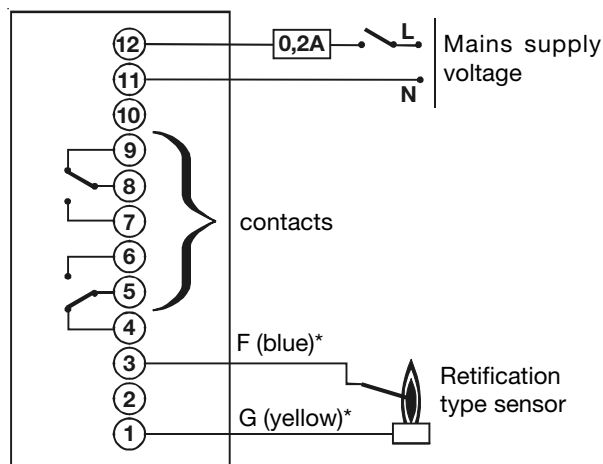 12
0,2A
L
Mains supply
voltage
11
N
10
9
8
7
contacts
6
5
4
F (blue)*
3
Retification
type sensor
2
G (yellow)*
1